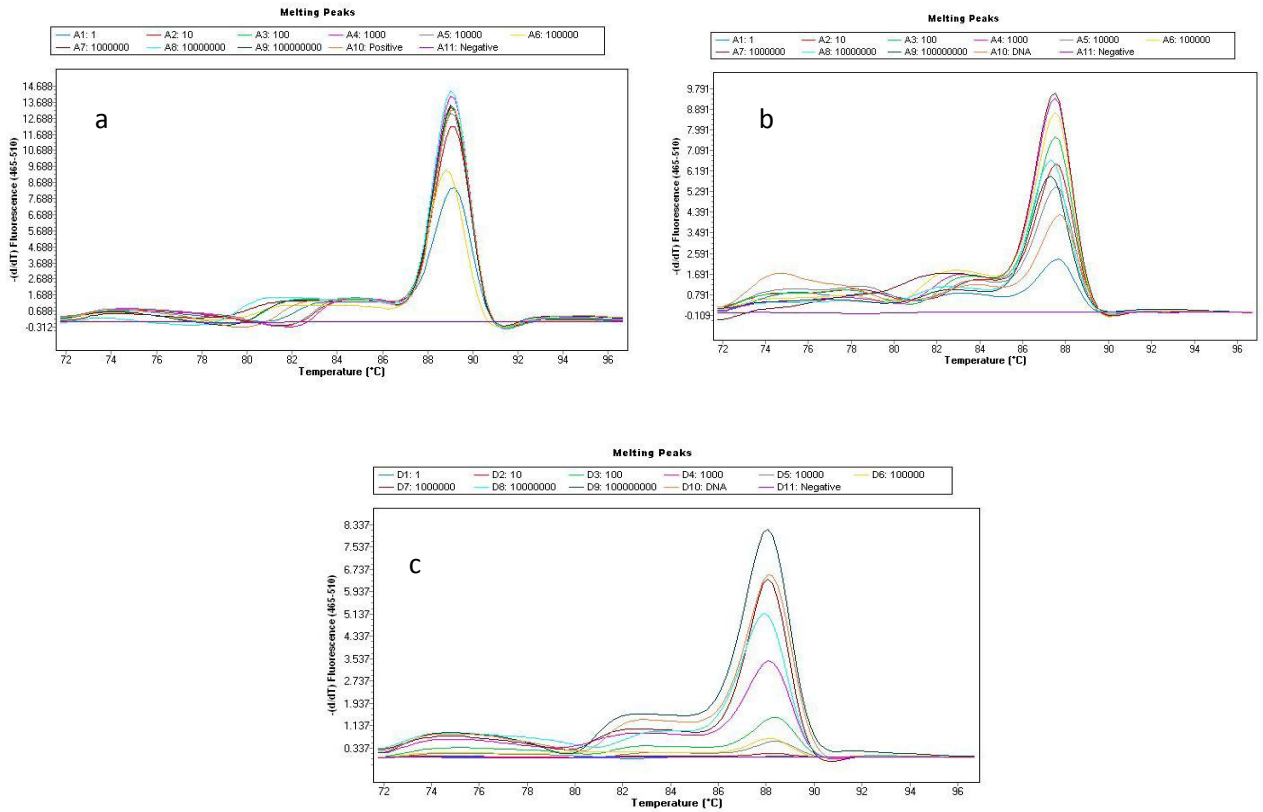 Melting Peaks
A1: 1 A2: 10 A3: 100 A4: 1000 A5: 10000 A6: 100000
A7: 1000000 A8: 10000000 A9: 100000000 A10: Positive A11: Negative
a
-(d/dT) Fluorescence (465-510)
14.688
13.688
12.688
11.688
10.688
9.688
8.688
7.688
6.688
5.688
4.688
3.688
2.688
1.688
0.688
-0.312
72 74 76 78 80 82 84 86 88 90 92 94 96
Temperature (°C)
Melting Peaks
A1: 1 A2: 10 A3: 100 A4: 1000 A5: 10000 A6: 100000
A7: 1000000 A8: 10000000 A9: 100000000 A10: DNA A11: Negative
b
-(d/dT) Fluorescence (465-510)
9.791
8.891
7.991
7.091
6.191
5.291
4.391
3.491
2.591
1.691
0.791
-0.109
72 74 76 78 80 82 84 86 88 90 92 94 96
Temperature (°C)
Melting Peaks
D1: 1 D2: 10 D3: 100 D4: 1000 D5: 10000 D6: 100000
D7: 1000000 D8: 10000000 D9: 100000000 D10: DNA D11: Negative
c
-(d/dT) Fluorescence (465-510)
8.337
7.537
6.737
5.937
5.137
4.337
3.537
2.737
1.937
1.137
0.337
72 74 76 78 80 82 84 86 88 90 92 94 96
Temperature (°C)